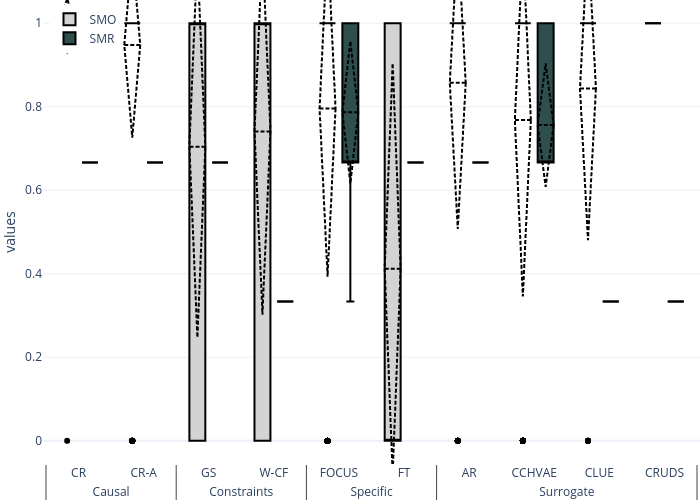 SMO
SMR
1
0.8
0.6
0.4
0.2
0
values
CR CR-A GS W-CF FOCUS FT AR CCHVAE CLUE CRUDS
Causal Constraints Specific Surrogate